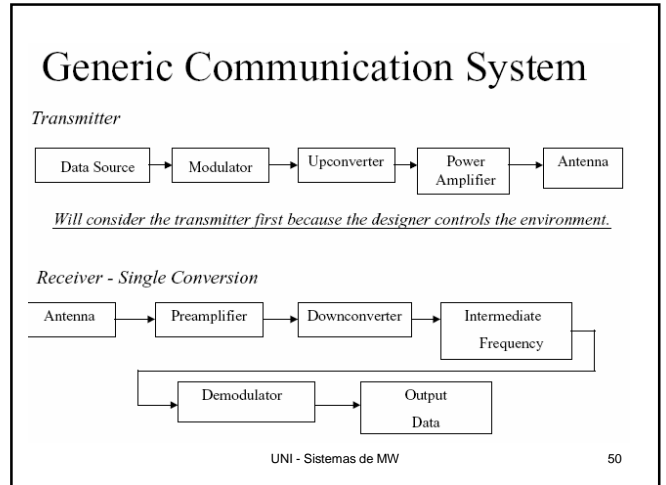 Generic Communication System
Transmitter
Data Source
Modulator
Upconverter
Power
Amplifier
Antenna
Will consider the transmitter first because the designer controls the environment.
Receiver - Single Conversion
Antenna
Preamplifier
Downconverter
Intermediate
Frequency
Demodulator
Output
Data
UNI - Sistemas de MW
50